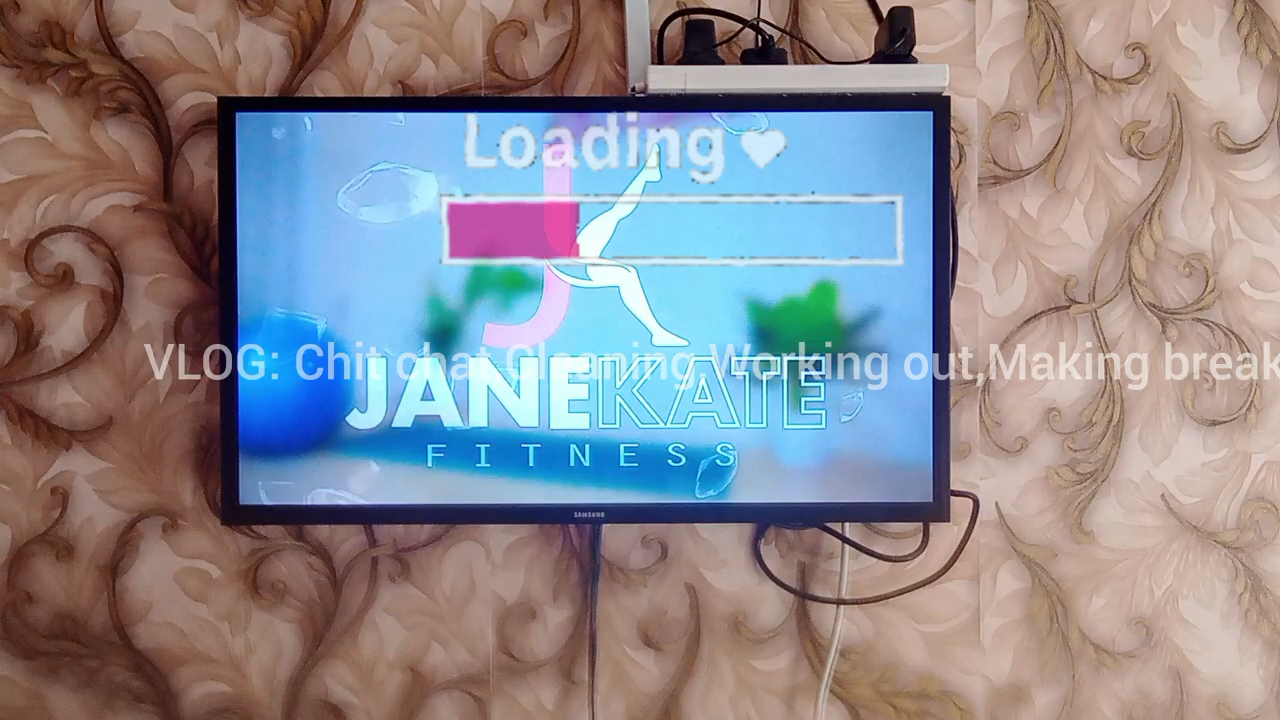 Loading
VLOG: Chit chat,Cleaning,Working out,Making break
JANEKATE
FITNESS
SAMSUNG